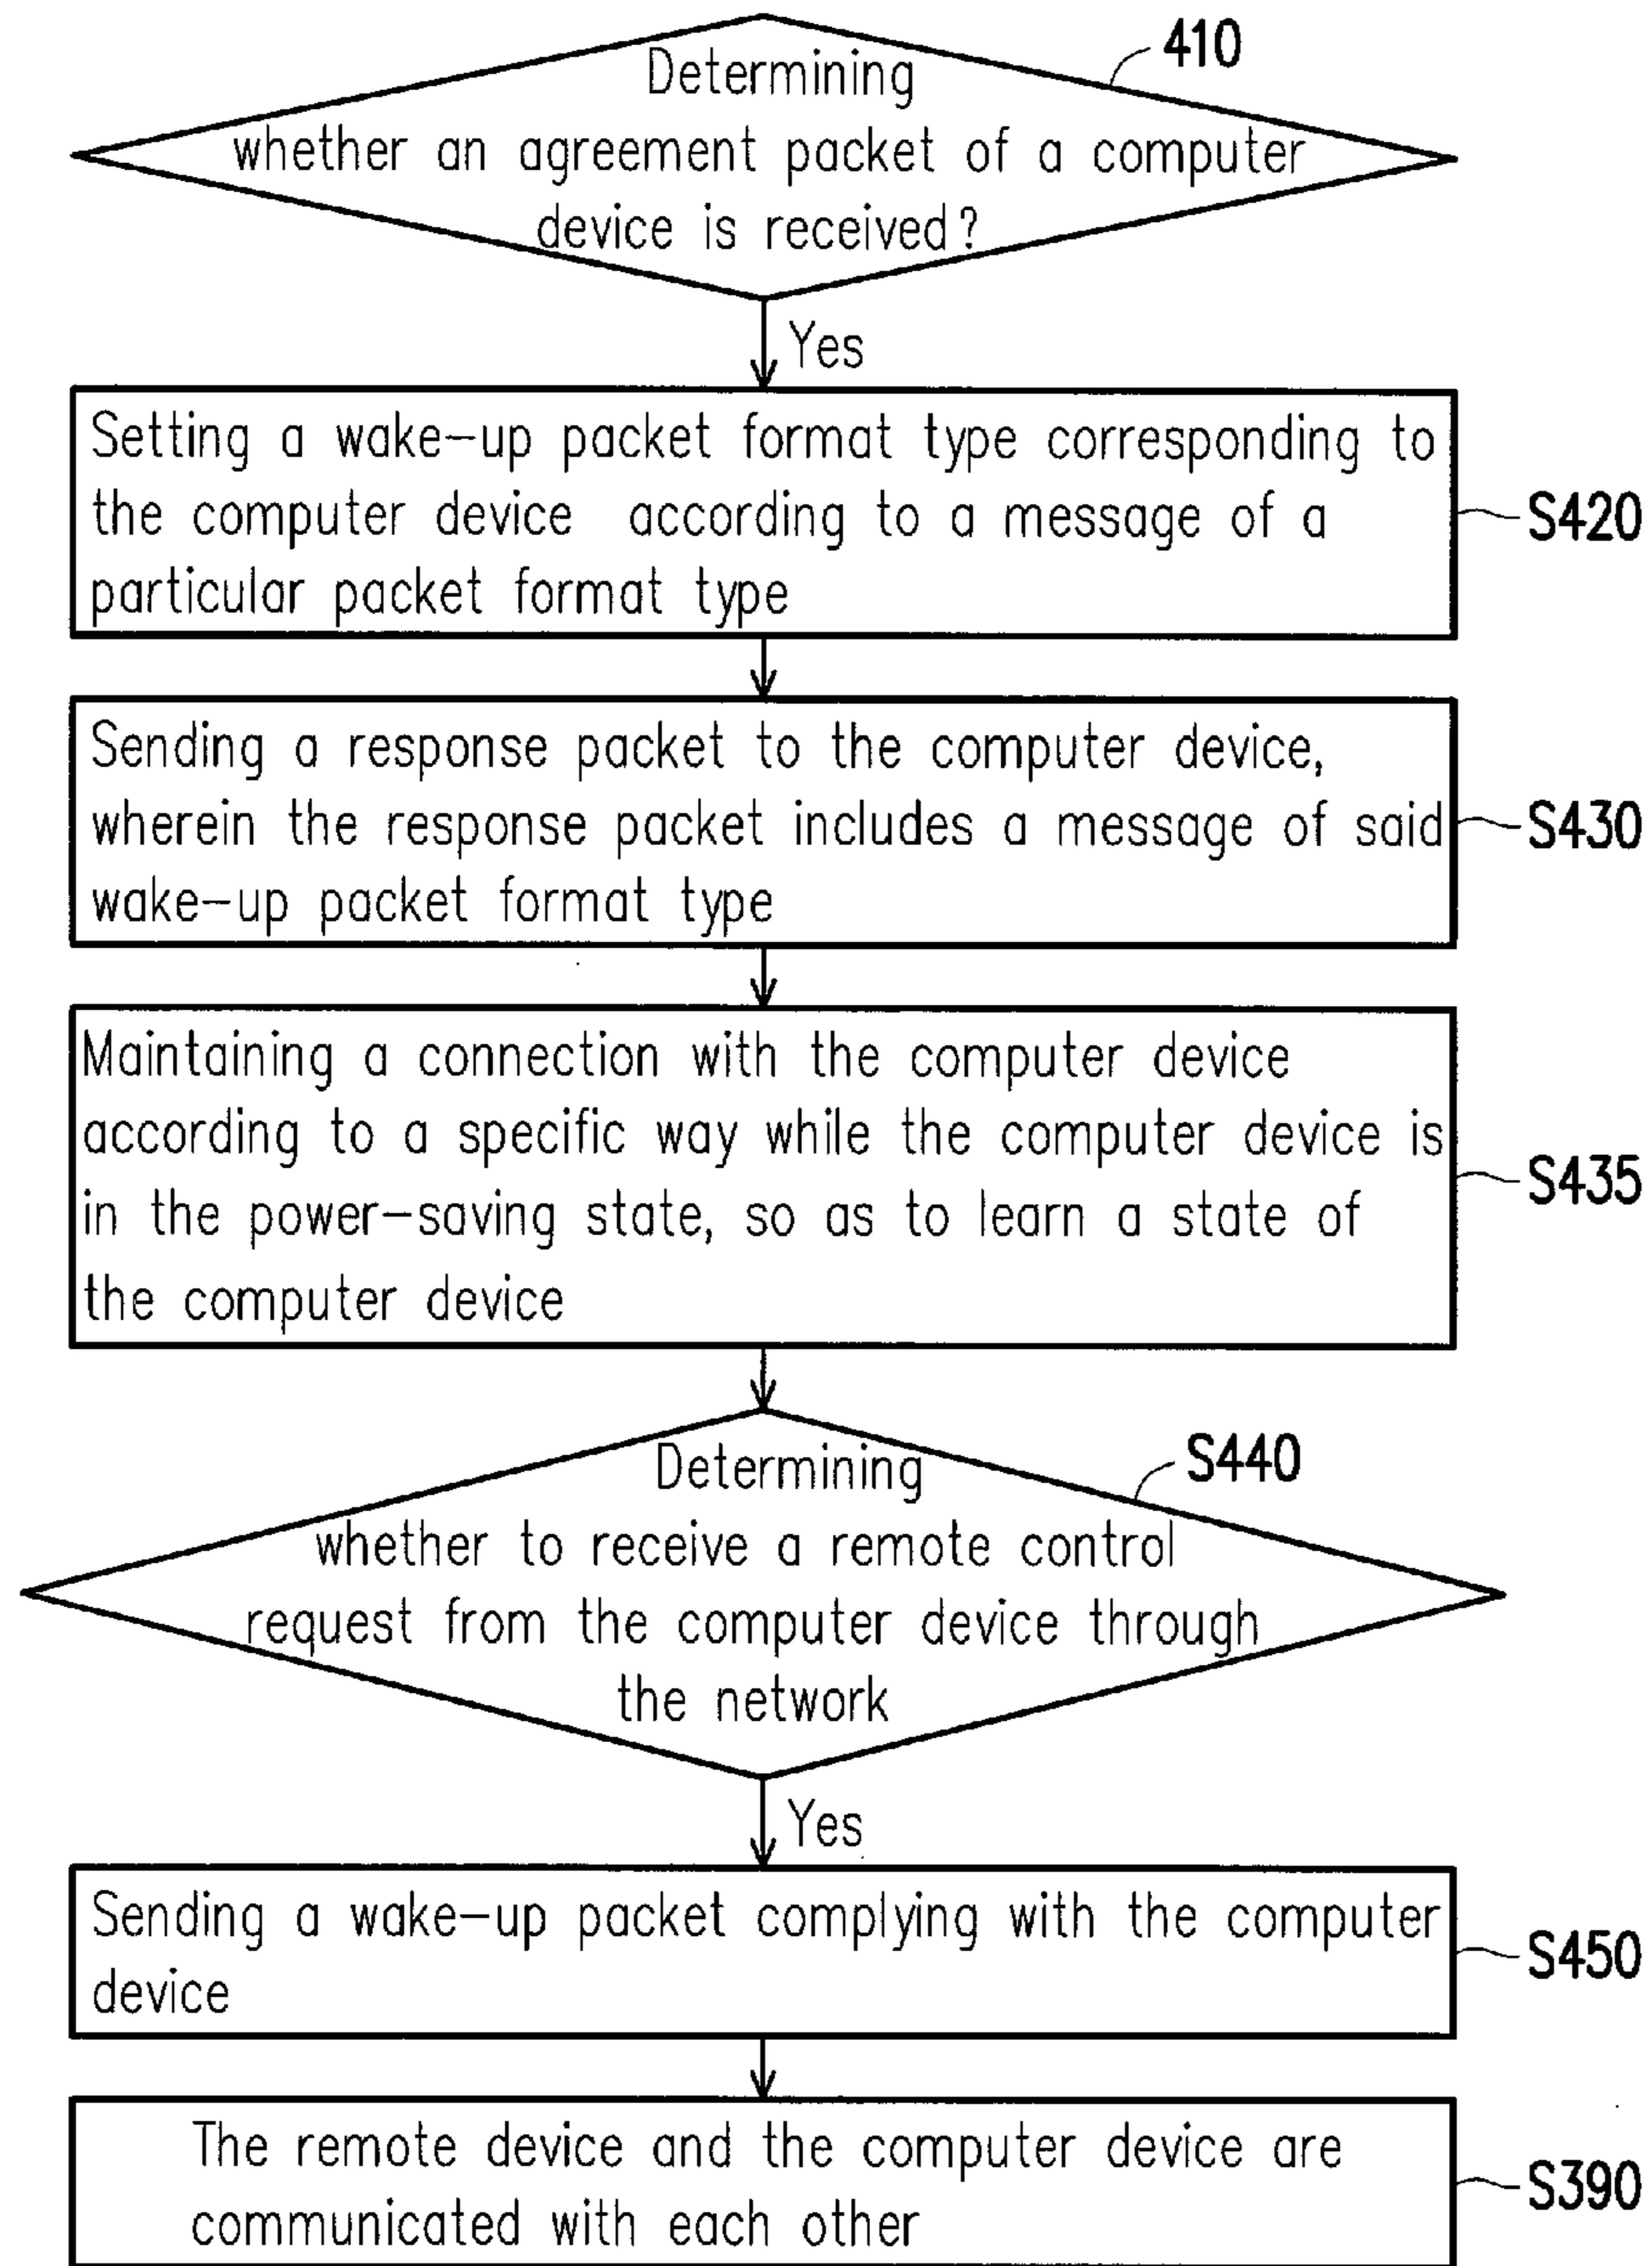 410
Determining
whether an agreement packet of a computer
device is received?
Yes
Setting a wake-up packet format type corresponding to
the computer device according to a message of a
particular packet format type
S420
Sending a response packet to the computer device,
wherein the response packet includes a message of said
wake-up packet format type
S430
Maintaining a connection with the computer device
according to a specific way while the computer device is
in the power-saving state, so as to learn a state of
the computer device
S435
S440
Determining
whether to receive a remote control
request from the computer device through
the network
Yes
Sending a wake-up packet complying with the computer
device
S450
The remote device and the computer device are
communicated with each other
S390